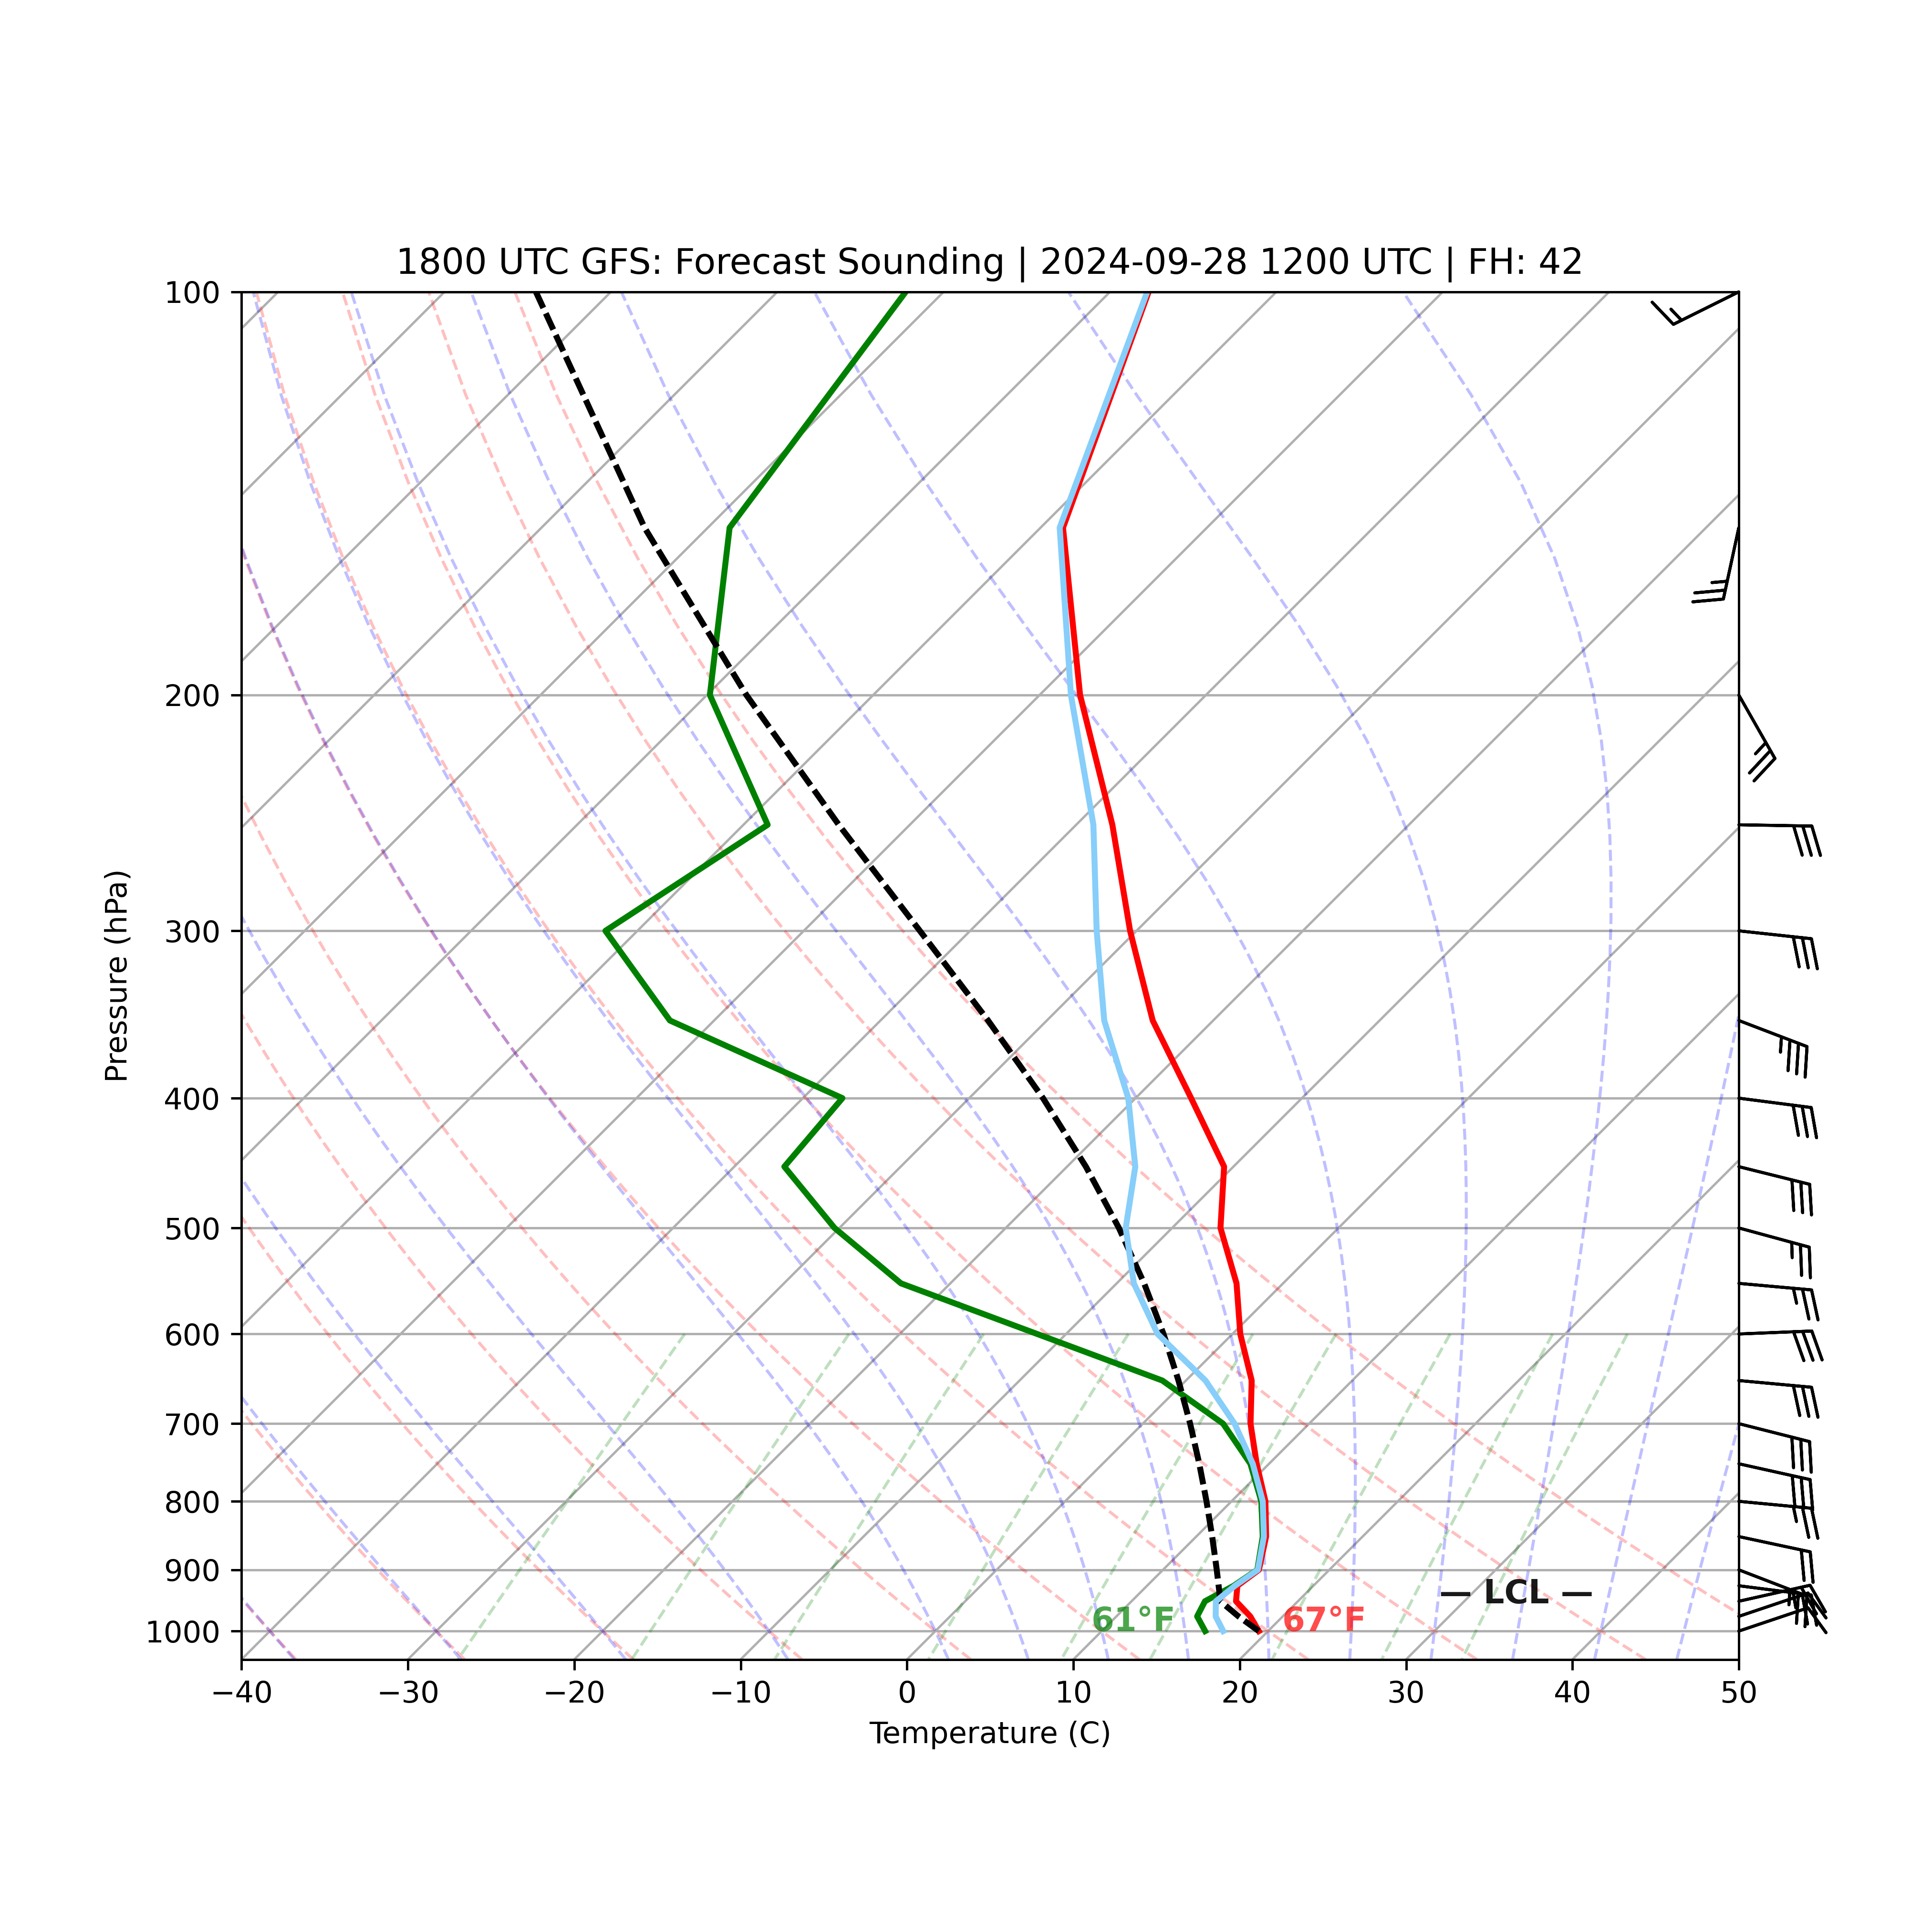 1800 UTC GFS: Forecast Sounding | 2024-09-28 1200 UTC | FH: 42
100
200
300
400
500
600
700
800
900
1000
Pressure (hPa)
— LCL —
61°F
67°F
−40 −30 −20 −10 0 10 20 30 40 50
Temperature (C)